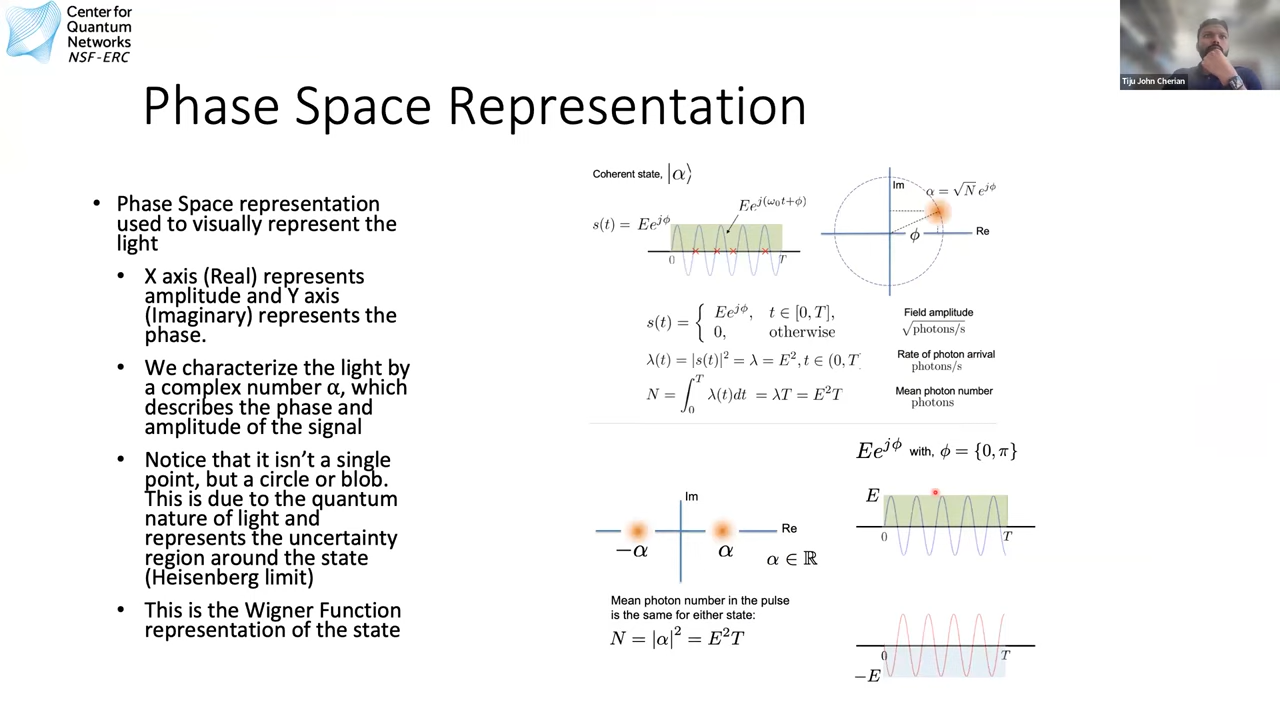 Center for
Quantum
Networks
NSF-ERC
Tiju John Cherian
Phase Space Representation
• Phase Space representation
used to visually represent the
light
• X axis (Real) represents
amplitude and Y axis
(Imaginary) represents the
phase.
• We characterize the light by
a complex number α, which
describes the phase and
amplitude of the signal
• Notice that it isn't a single
point, but a circle or blob.
This is due to the quantum
nature of light and
represents the uncertainty
region around the state
(Heisenberg limit)
• This is the Wigner Function
representation of the state
Coherent state, |α⟩
Ee^{j(ω₀t+ϕ)}
s(t) = Ee^{jϕ}
0 T
Im
α = √N e^{jϕ}
ϕ
Re
s(t) = { Ee^{jϕ}, t ∈ [0, T],
0, otherwise
Field amplitude
√photons/s
λ(t) = |s(t)|² = λ = E², t ∈ (0, T
Rate of photon arrival
photons/s
N = ∫₀ᵀ λ(t)dt = λT = E²T
Mean photon number
photons
Ee^{jϕ} with, ϕ = {0, π}
Im
Re
−α α
α ∈ ℝ
E
0 T
Mean photon number in the pulse
is the same for either state:
N = |α|² = E²T
0 T
−E